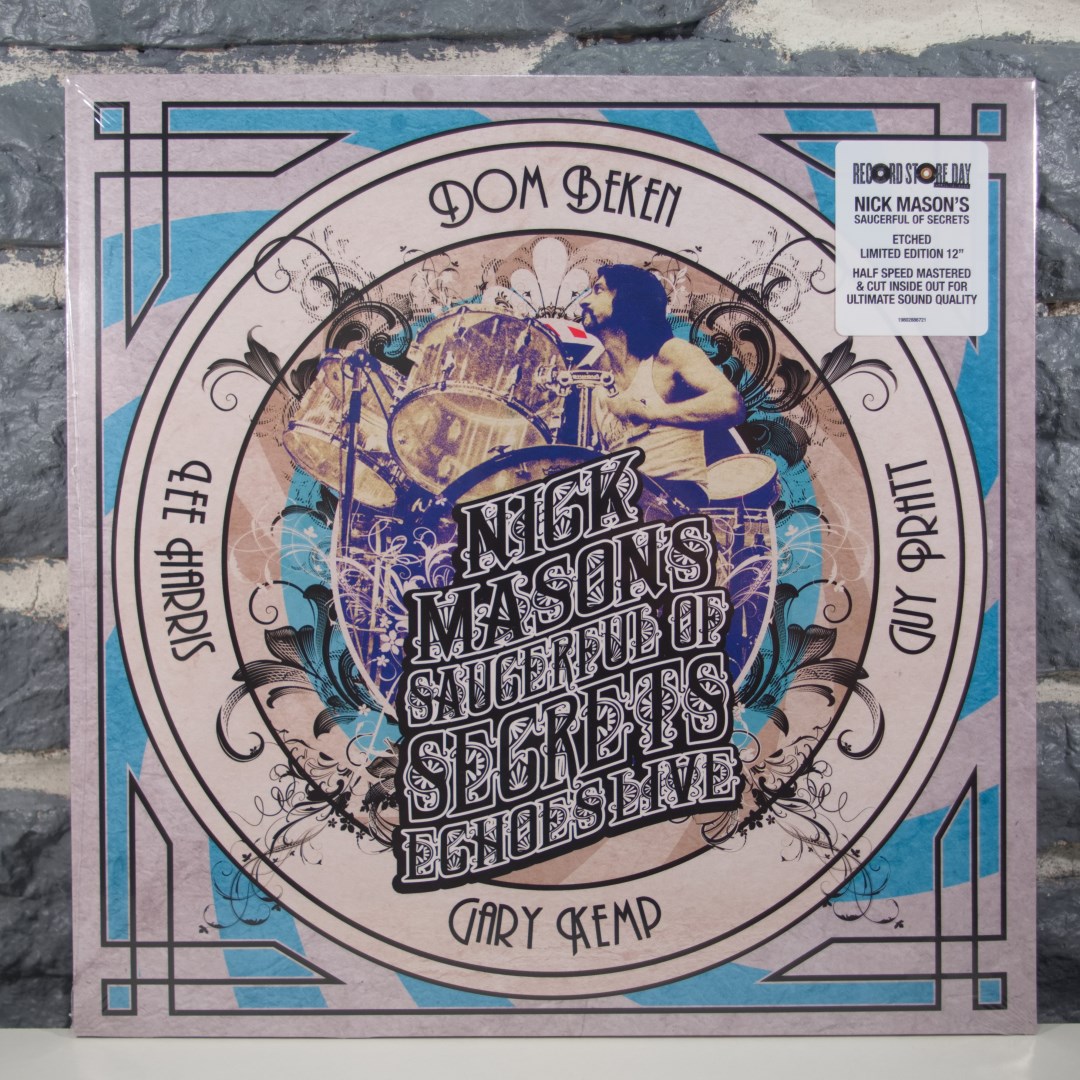 DOM BEKEN
RECORD STORE DAY
NICK MASON'S
SAUCERFUL OF SECRETS
ETCHED
LIMITED EDITION 12"
HALF SPEED MASTERED
& CUT INSIDE OUT FOR
ULTIMATE SOUND QUALITY
LEE HARRIS
GUY PRATT
NICK
MASON'S
SAUCERFUL OF
SECRETS
ECHOES LIVE
GARY KEMP